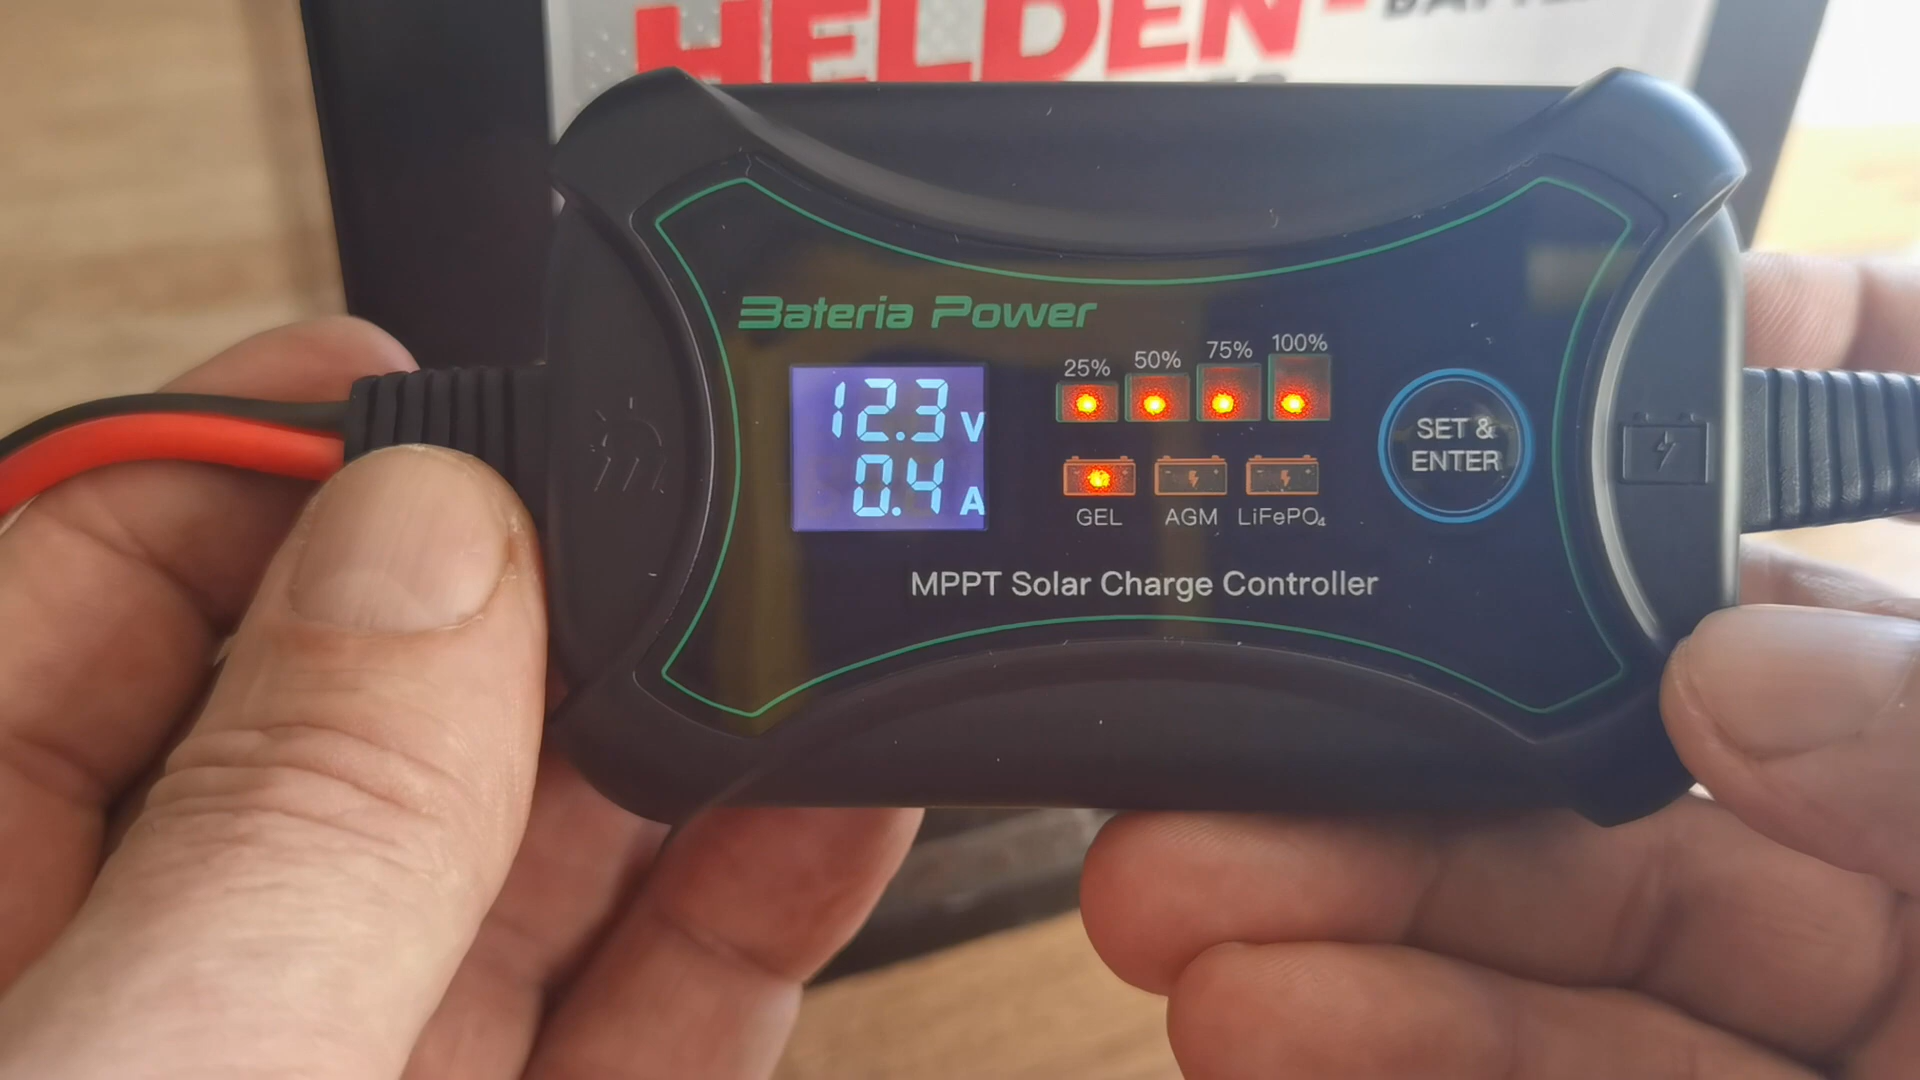 HELDEN
Bateria Power
12.3 V
0.4 A
25% 50% 75% 100%
GEL AGM LiFePO₄
SET &
ENTER
MPPT Solar Charge Controller